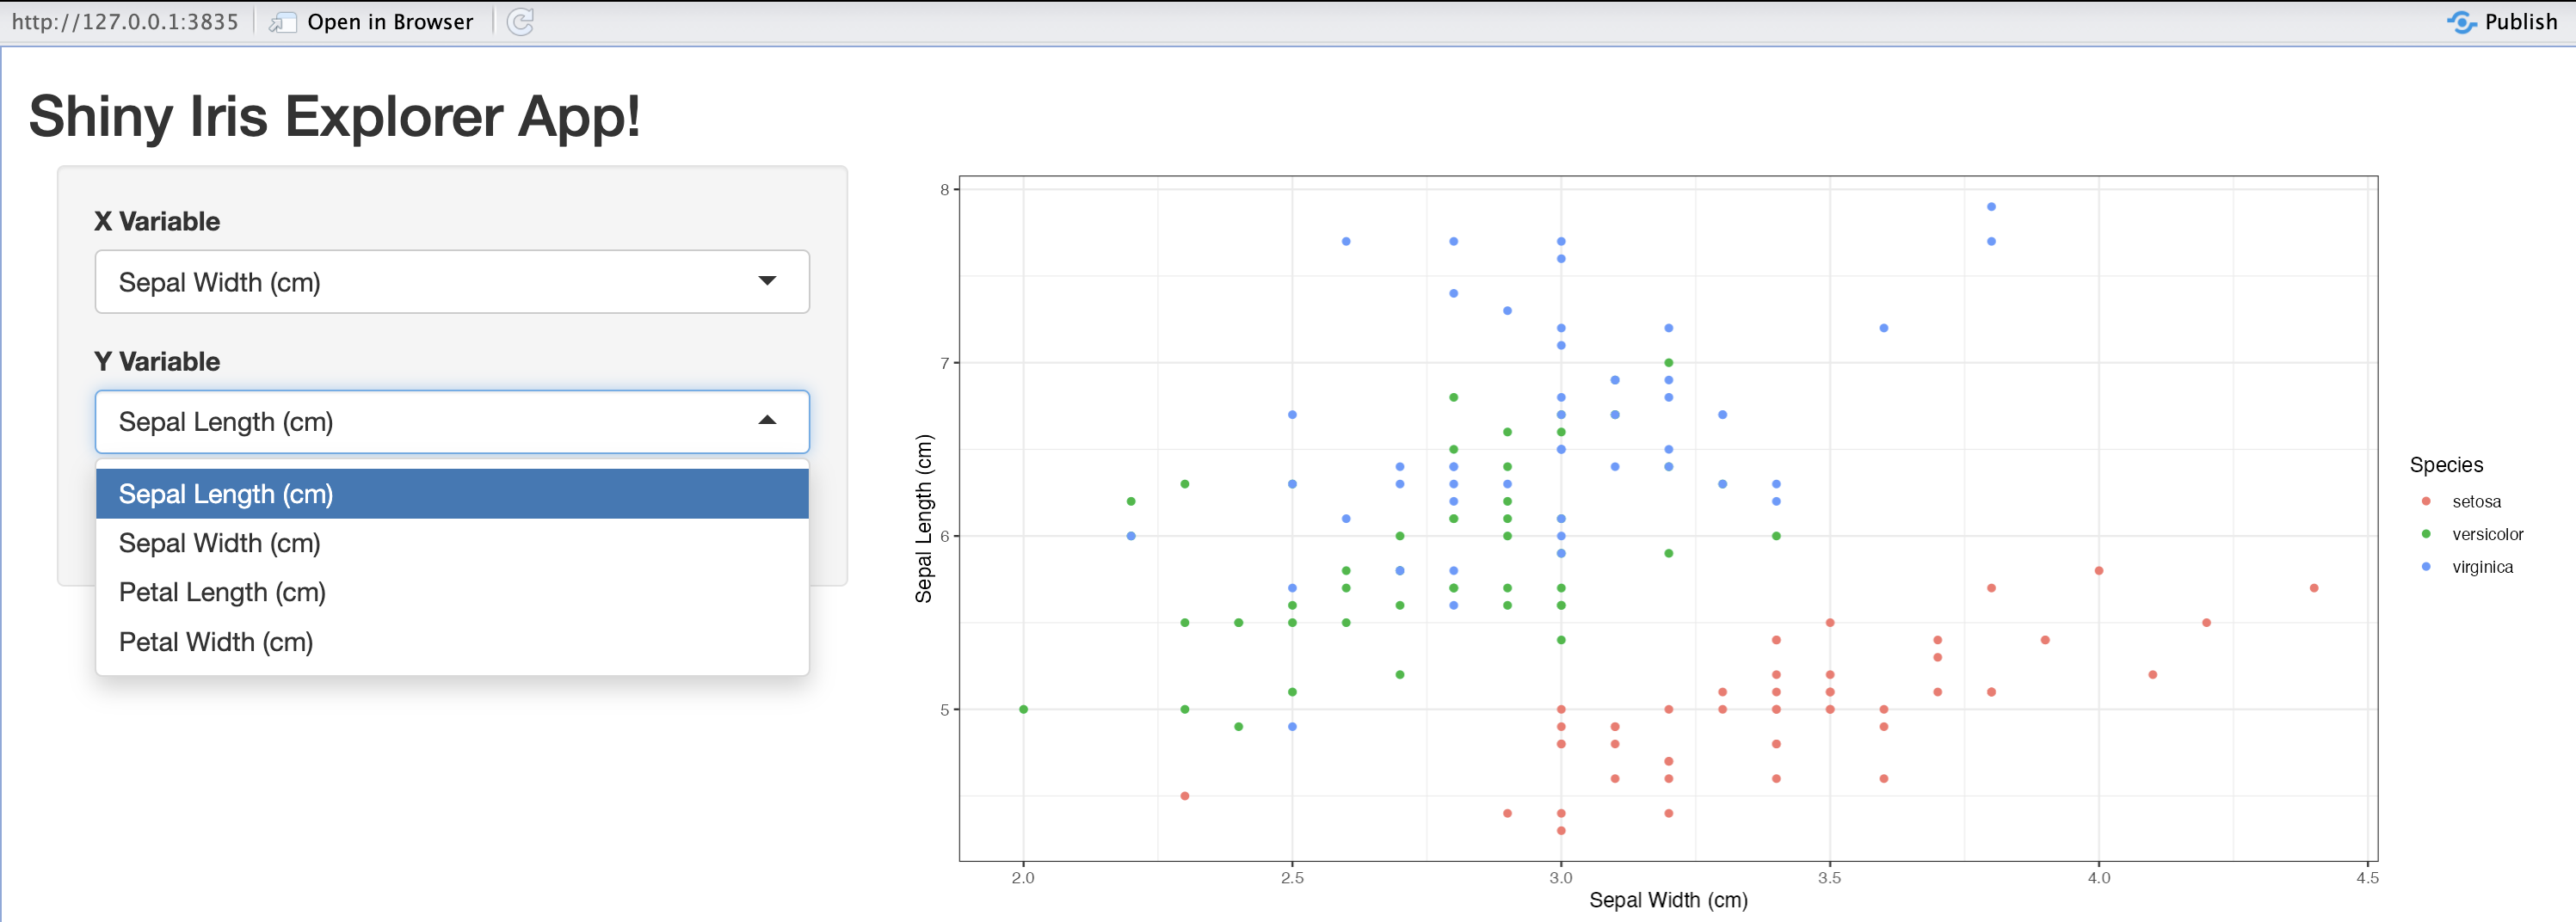 http://127.0.0.1:3835 Open in Browser Publish
Shiny Iris Explorer App!
X Variable
Sepal Width (cm)
Y Variable
Sepal Length (cm)
Sepal Length (cm)
Sepal Width (cm)
Petal Length (cm)
Petal Width (cm)
8
7
6
5
Sepal Length (cm)
2.0 2.5 3.0 3.5 4.0 4.5
Sepal Width (cm)
Species
setosa
versicolor
virginica